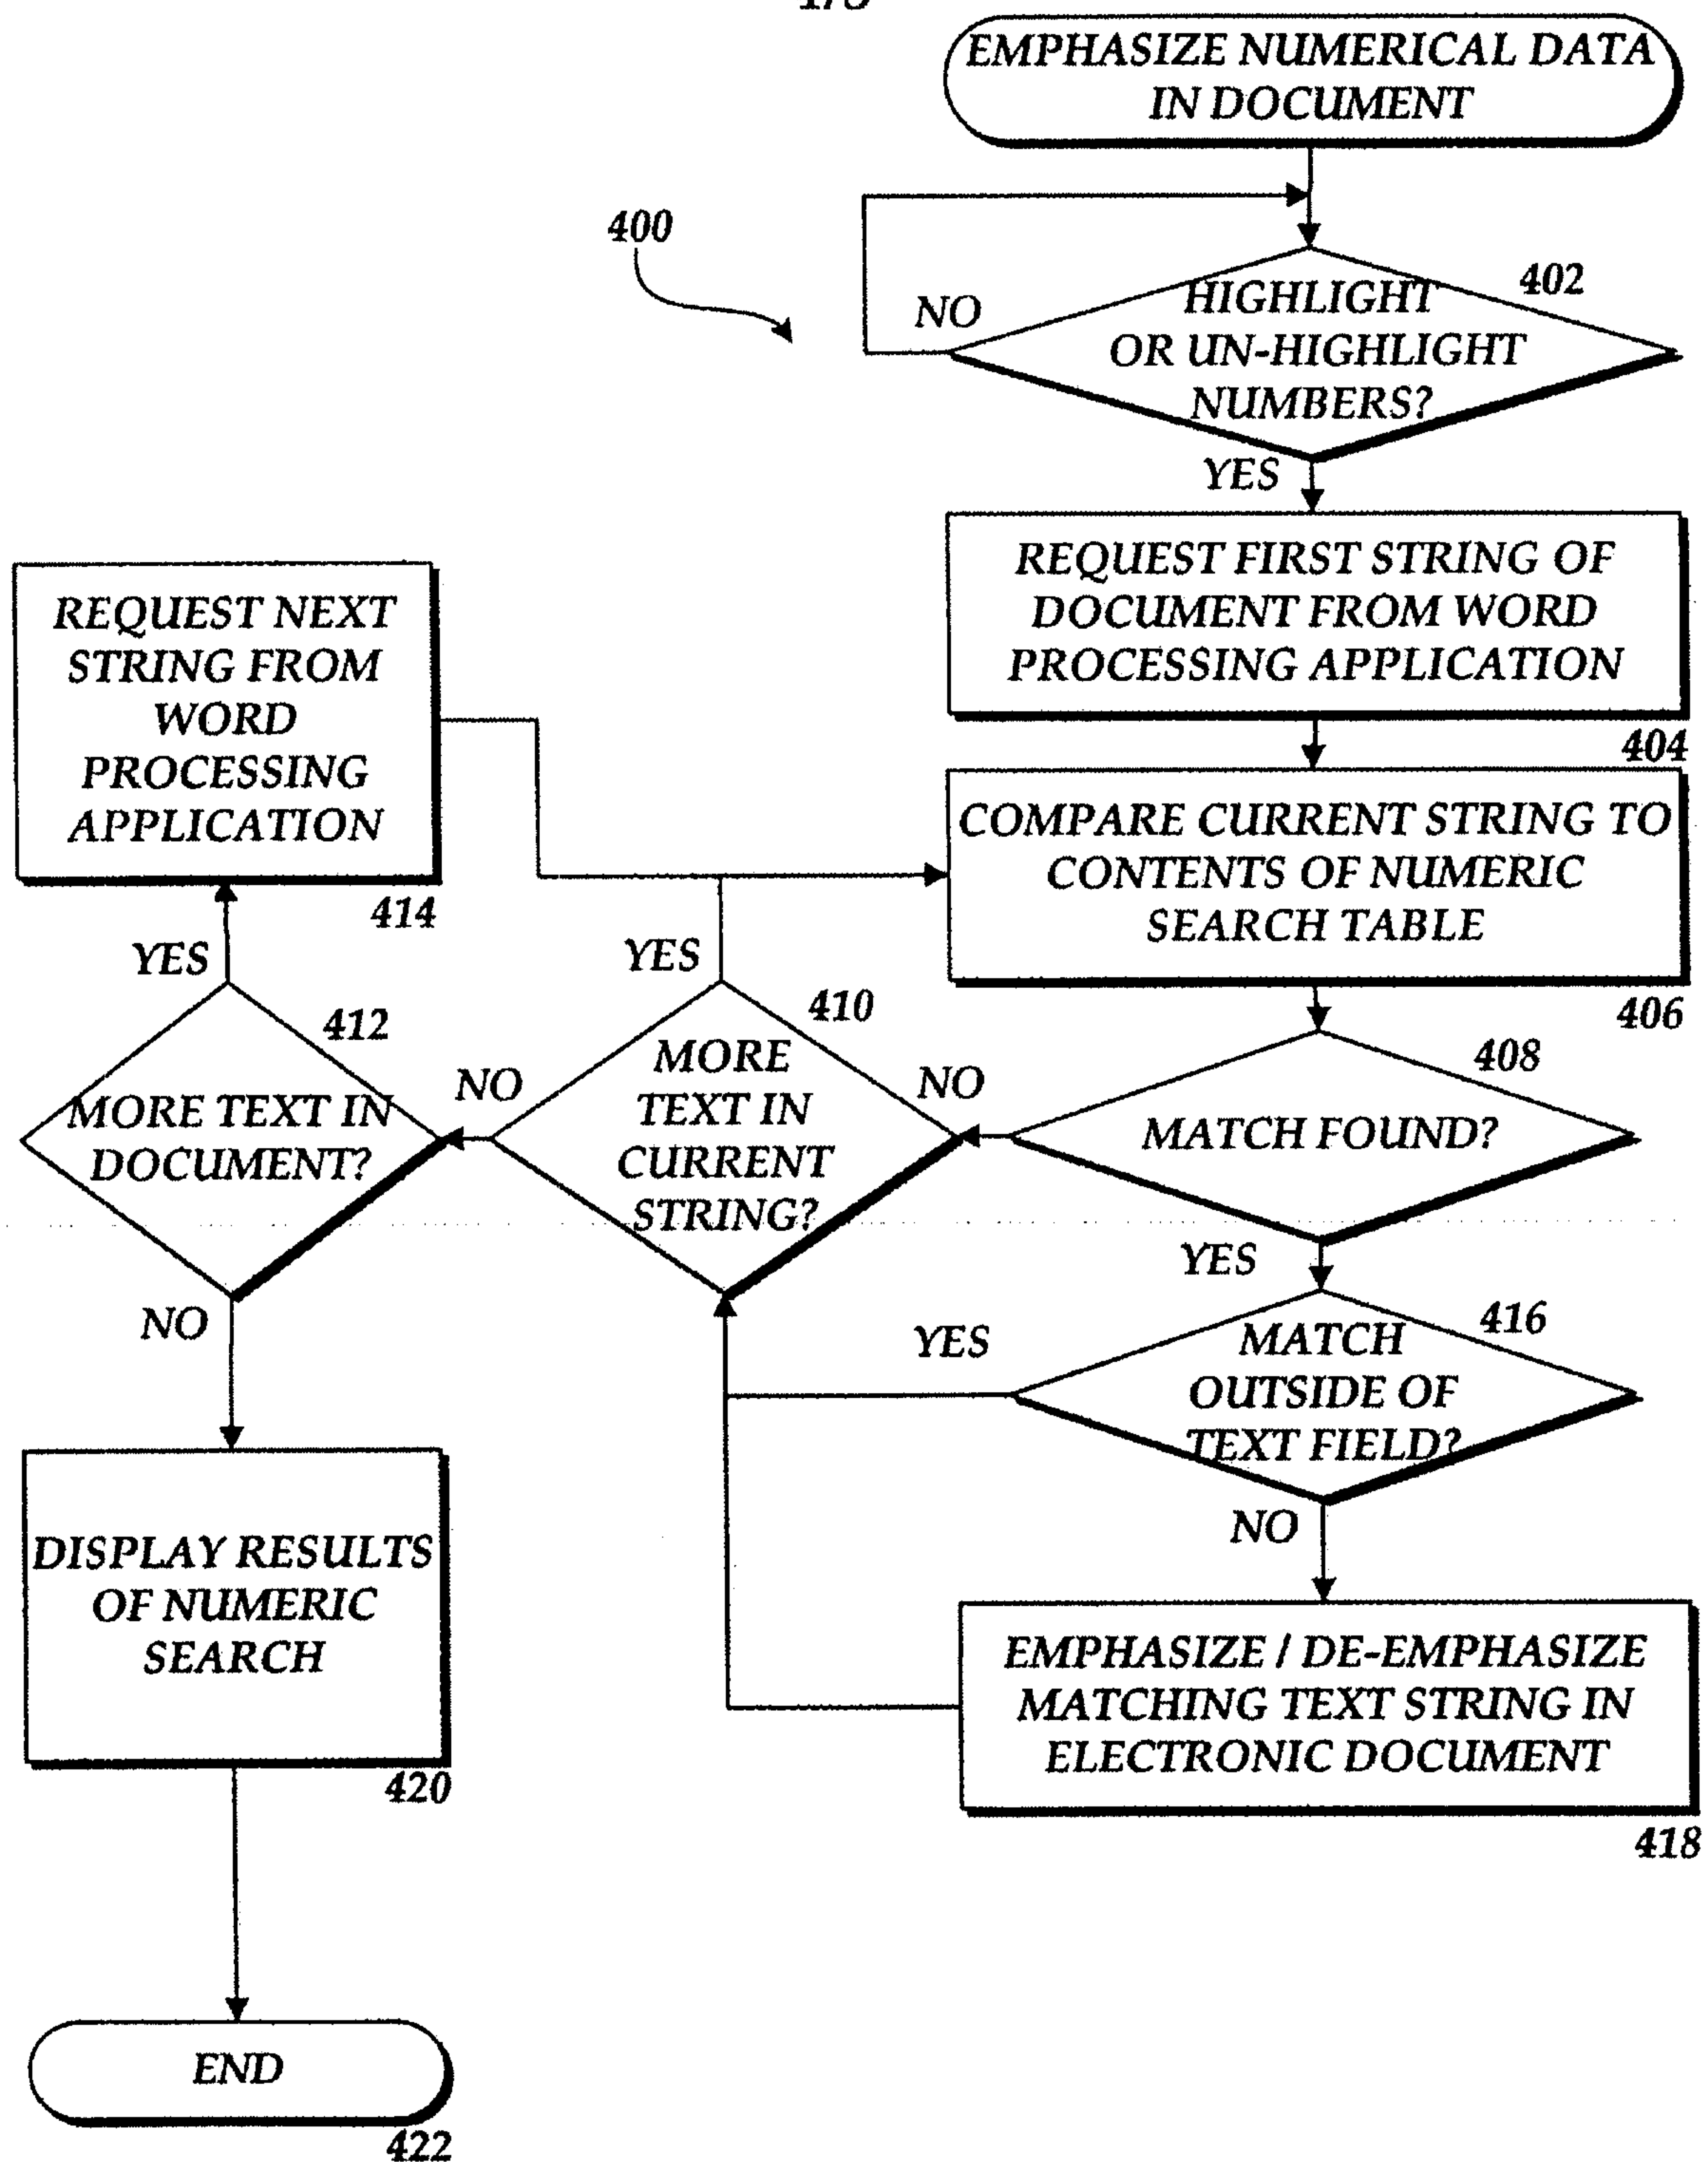 EMPHASIZE NUMERICAL DATA
IN DOCUMENT
400
402
NO
HIGHLIGHT
OR UN-HIGHLIGHT
NUMBERS?
YES
REQUEST FIRST STRING OF
DOCUMENT FROM WORD
PROCESSING APPLICATION
404
REQUEST NEXT
STRING FROM
WORD
PROCESSING
APPLICATION
414
COMPARE CURRENT STRING TO
CONTENTS OF NUMERIC
SEARCH TABLE
406
YES
412
MORE TEXT IN
DOCUMENT?
NO
YES
410
MORE
TEXT IN
CURRENT
STRING?
NO
408
MATCH FOUND?
YES
416
YES
MATCH
OUTSIDE OF
TEXT FIELD?
NO
NO
DISPLAY RESULTS
OF NUMERIC
SEARCH
420
EMPHASIZE / DE-EMPHASIZE
MATCHING TEXT STRING IN
ELECTRONIC DOCUMENT
418
END
422